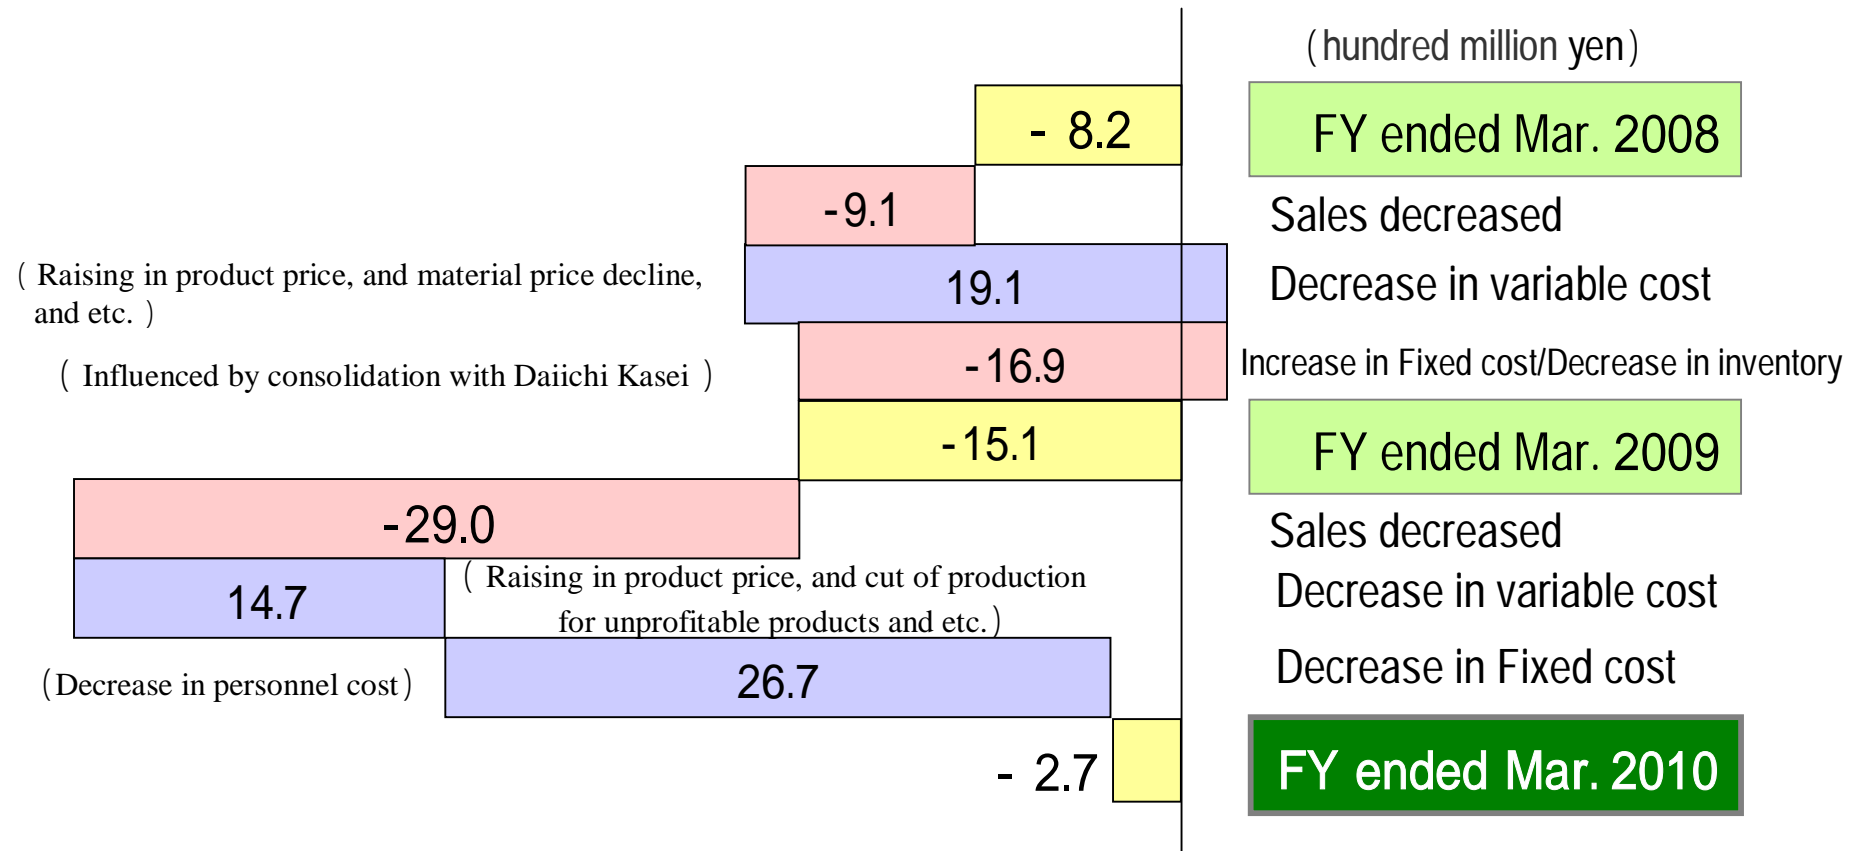 (hundred million yen)
- 8.2
FY ended Mar. 2008
-9.1
Sales decreased
( Raising in product price, and material price decline,
and etc. )
19.1
Decrease in variable cost
( Influenced by consolidation with Daiichi Kasei )
-16.9
Increase in Fixed cost/Decrease in inventory
-15.1
FY ended Mar. 2009
-29.0
Sales decreased
14.7
( Raising in product price, and cut of production
for unprofitable products and etc.)
Decrease in variable cost
(Decrease in personnel cost)
26.7
Decrease in Fixed cost
- 2.7
FY ended Mar. 2010